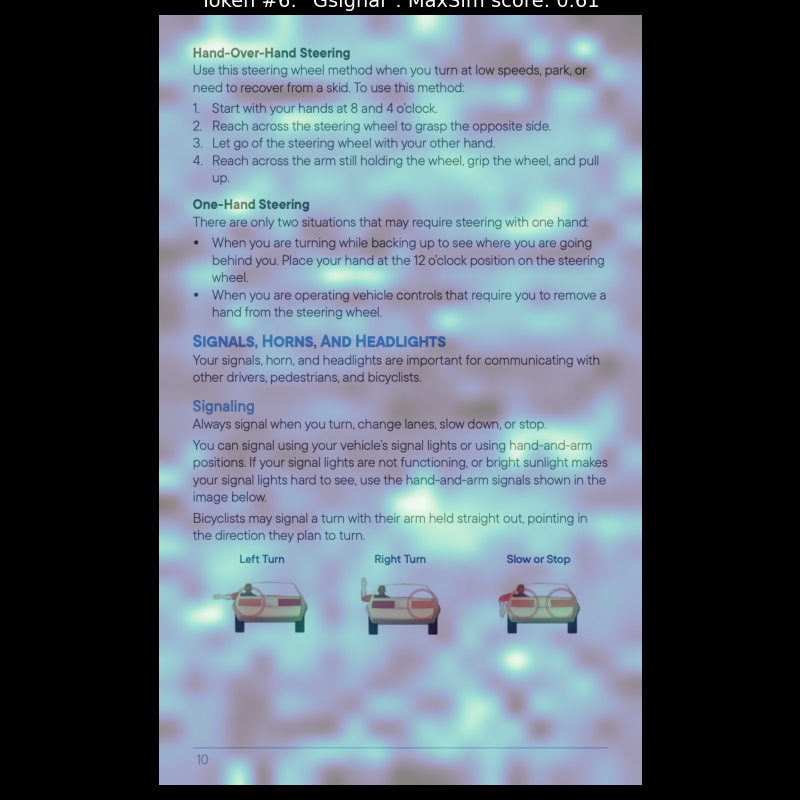 Token #6: "Ġsignal". MaxSim score: 0.61
Hand-Over-Hand Steering
Use this steering wheel method when you turn at low speeds, park, or
need to recover from a skid. To use this method:
1. Start with your hands at 8 and 4 o'clock.
2. Reach across the steering wheel to grasp the opposite side.
3. Let go of the steering wheel with your other hand.
4. Reach across the arm still holding the wheel, grip the wheel, and pull
up.
One-Hand Steering
There are only two situations that may require steering with one hand:
• When you are turning while backing up to see where you are going
behind you. Place your hand at the 12 o'clock position on the steering
wheel.
• When you are operating vehicle controls that require you to remove a
hand from the steering wheel.
SIGNALS, HORNS, AND HEADLIGHTS
Your signals, horn, and headlights are important for communicating with
other drivers, pedestrians, and bicyclists.
Signaling
Always signal when you turn, change lanes, slow down, or stop.
You can signal using your vehicle's signal lights or using hand-and-arm
positions. If your signal lights are not functioning, or bright sunlight makes
your signal lights hard to see, use the hand-and-arm signals shown in the
image below.
Bicyclists may signal a turn with their arm held straight out, pointing in
the direction they plan to turn.
Left Turn Right Turn Slow or Stop
10